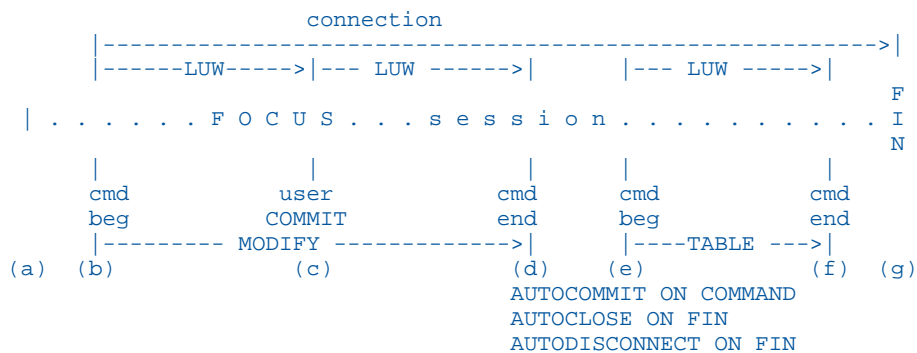 connection
|------------------------------------------->|
|------LUW----->|--- LUW ------>| |--- LUW ----->|
F
| . . . . . . F O C U S . . . s e s s i o n . . . . . . . . . . I
N
| | | | |
cmd user cmd cmd cmd
beg COMMIT end beg end
|--------- MODIFY ------------->| |----TABLE --->|
(a) (b) (c) (d) (e) (f) (g)
AUTOCOMMIT ON COMMAND
AUTOCLOSE ON FIN
AUTODISCONNECT ON FIN